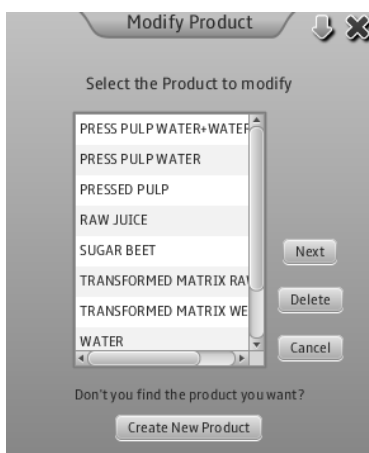 Modify Product
Select the Product to modify
PRESS PULP WATER+WATER
PRESS PULP WATER
PRESSED PULP
RAW JUICE
SUGAR BEET
TRANSFORMED MATRIX
TRANSFORMED MATRIX WE
WATER
Next
Delete
Cancel
Don't you find the product you want?
Create New Product